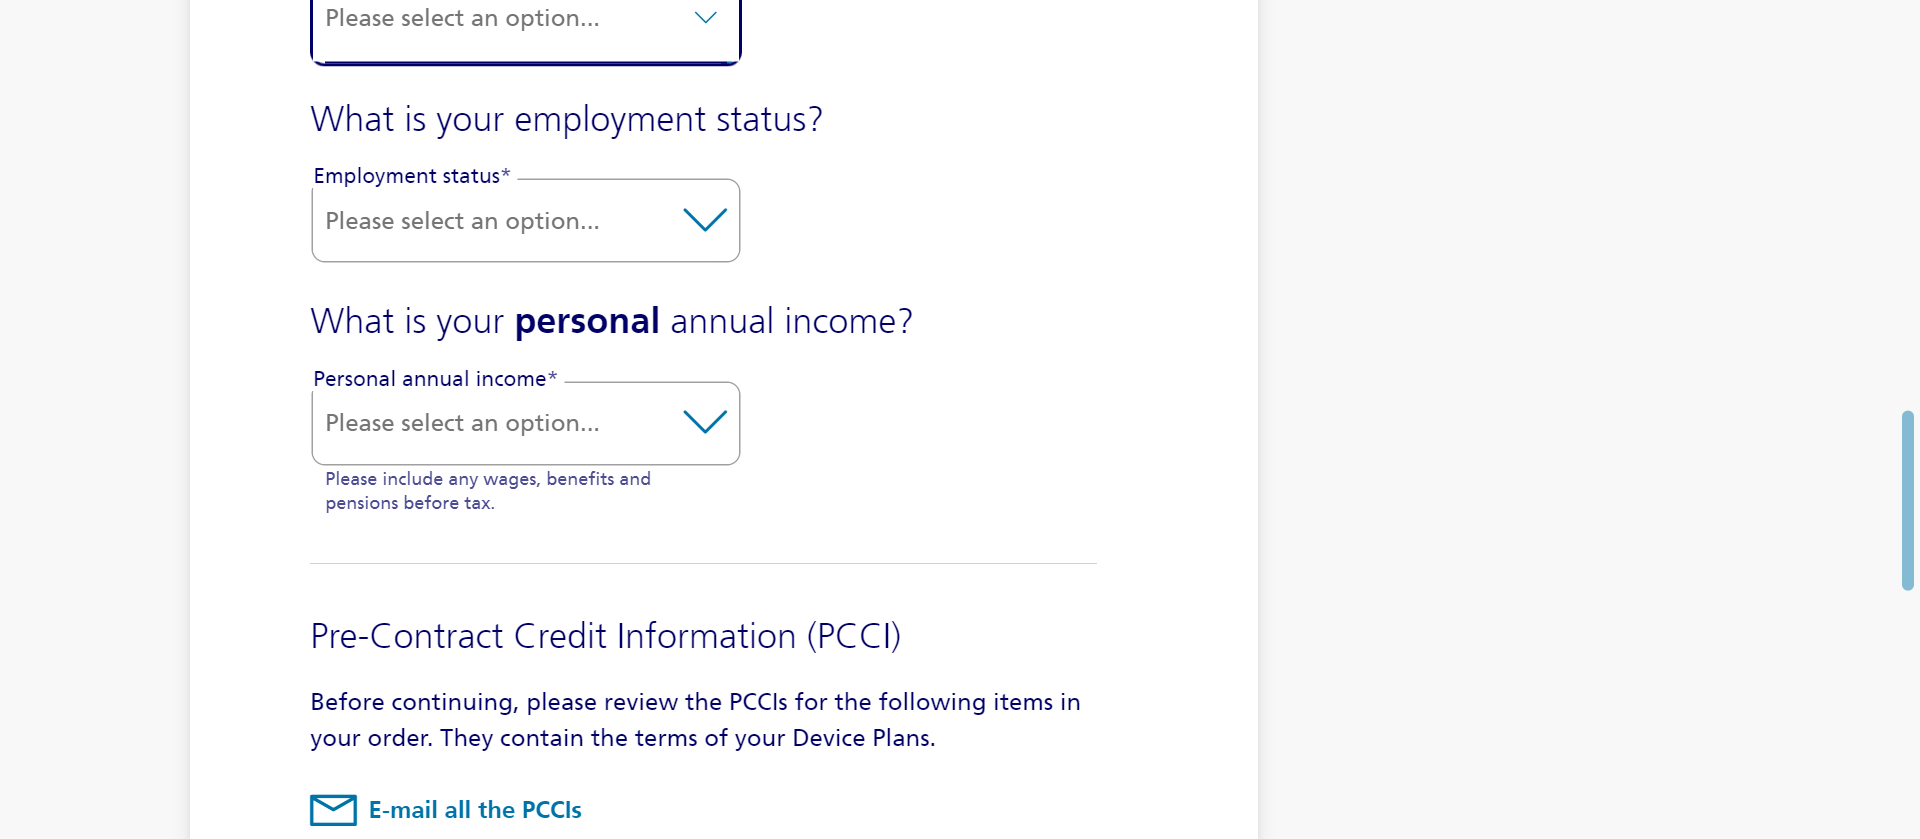 Please select an option...
What is your employment status?
Employment status*
Please select an option...
What is your personal annual income?
Personal annual income*
Please select an option...
Please include any wages, benefits and
pensions before tax.
Pre-Contract Credit Information (PCCI)
Before continuing, please review the PCCIs for the following items in
your order. They contain the terms of your Device Plans.
E-mail all the PCCIs